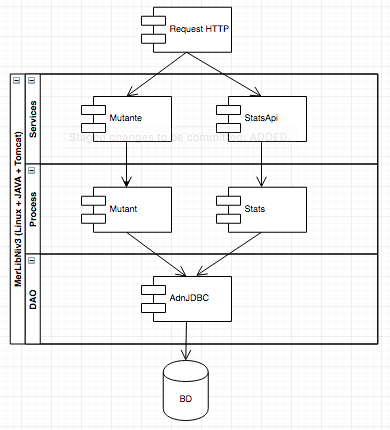 Request HTTP
MerLibNiv3 (Linux + JAVA + Tomcat)
Services
Mutante
StatsApi
Staged changes to be committed: ADDED.
Process
Mutant
Stats
DAO
AdnJDBC
BD